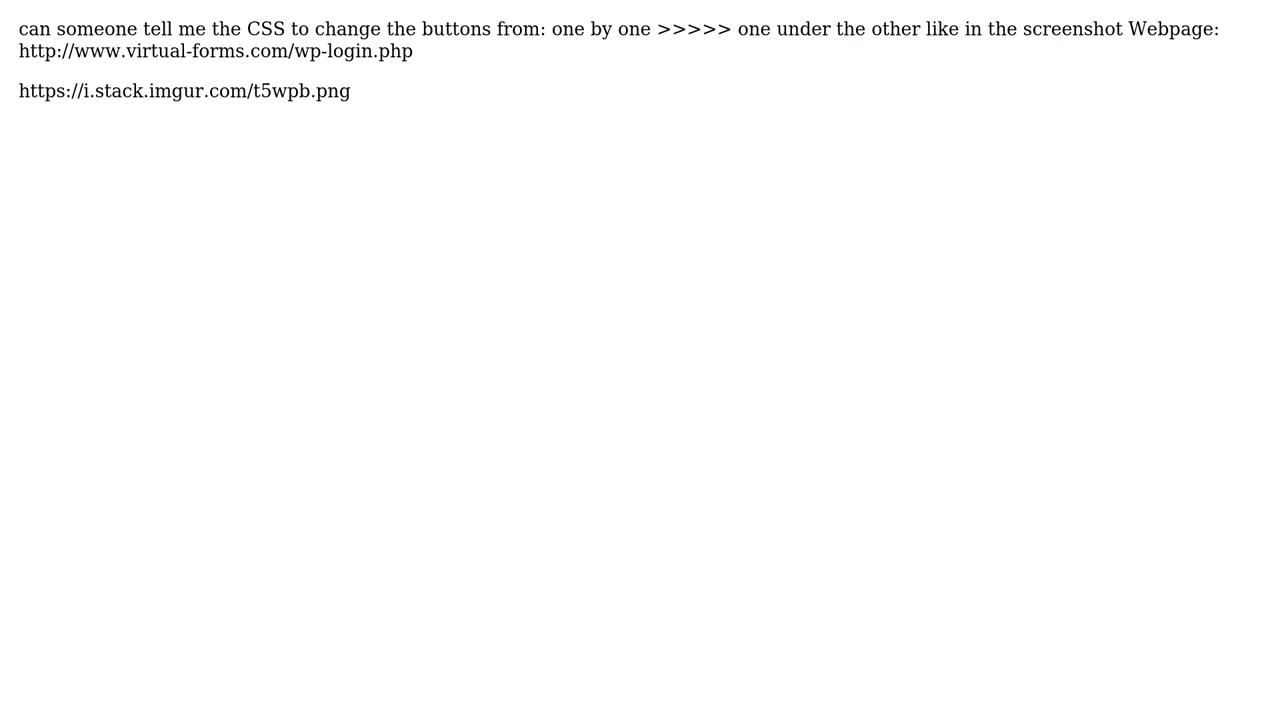 can someone tell me the CSS to change the buttons from: one by one >>>>> one under the other like in the screenshot Webpage:
http://www.virtual-forms.com/wp-login.php
https://i.stack.imgur.com/t5wpb.png